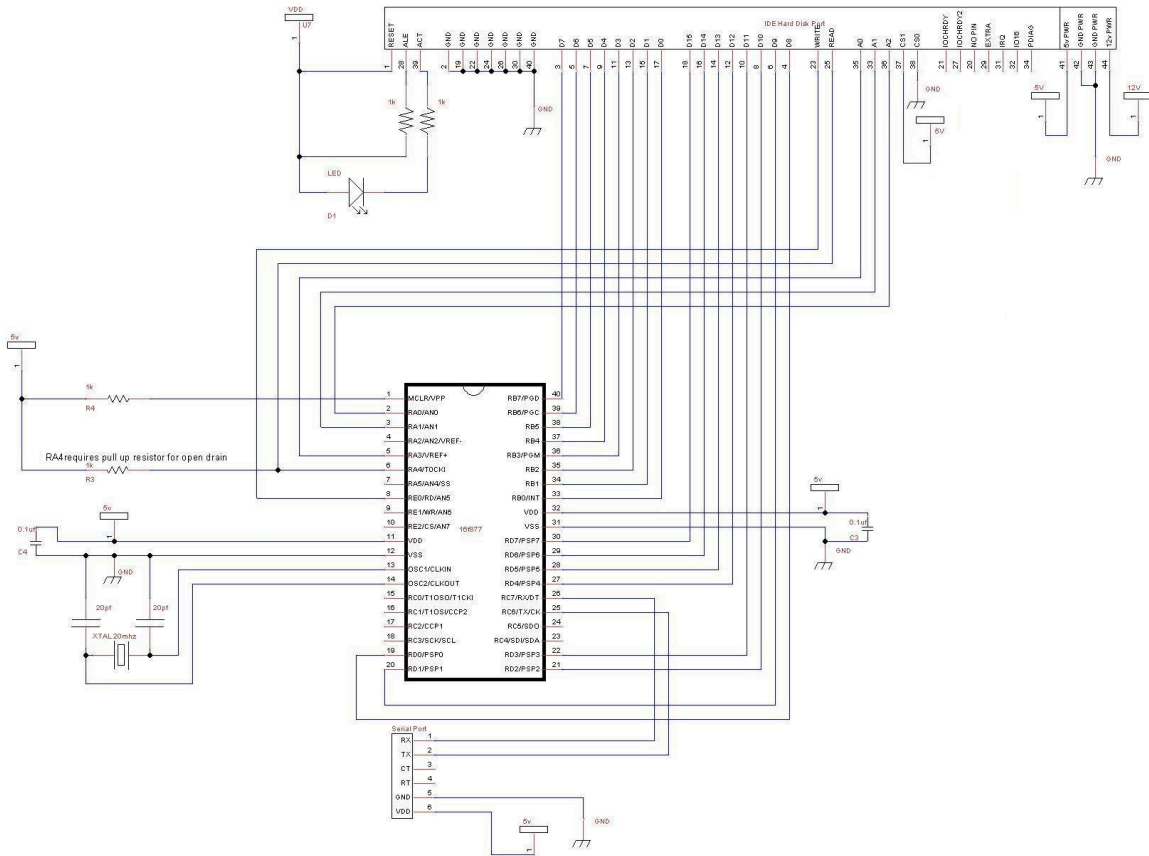 VDD
U7
1
IDE Hard Disk Port
RESET ALE ACT GND GND GND GND GND GND GND D7 D6 D5 D4 D3 D2 D1 D0 D15 D14 D13 D12 D11 D10 D9 D8 WRITE READ A0 A1 A2 CS1 CS0 IOCHRDY IOCHRDY2 NO PIN EXTRA IRQ IO16 PDIAG 5v PWR GND PWR GND PWR 12v PWR
1 28 39 2 19 22 24 26 30 40 3 5 7 9 11 13 15 17 18 16 14 12 10 8 6 4 23 25 35 33 36 37 38 21 27 20 29 31 32 34 41 42 43 44
1k
1k
GND
GND
5V
1
5V
1
12V
1
GND
LED
D1
5v
1
1k
R4
RA4 requires pull up resistor for open drain
1k
R3
1 MCLR/VPP RB7/PGD 40
2 RA0/AN0 RB6/PGC 39
3 RA1/AN1 RB5 38
4 RA2/AN2/VREF- RB4 37
5 RA3/VREF+ RB3/PGM 36
6 RA4/TOCKI RB2 35
7 RA5/AN4/SS RB1 34
8 RE0/RD/AN5 RB0/INT 33
9 RE1/WR/AN6 VDD 32
10 RE2/CS/AN7 VSS 31
11 VDD RD7/PSP7 30
12 VSS RD6/PSP6 29
13 OSC1/CLKIN RD5/PSP5 28
14 OSC2/CLKOUT RD4/PSP4 27
15 RC0/T1OSO/T1CKI RC7/RX/DT 26
16 RC1/T1OSI/CCP2 RC6/TX/CK 25
17 RC2/CCP1 RC5/SDO 24
18 RC3/SCK/SCL RC4/SDI/SDA 23
19 RD0/PSP0 RD3/PSP3 22
20 RD1/PSP1 RD2/PSP2 21
16f877
5v
1
0.1uf
C4
GND
20pf
20pf
XTAL 20mhz
5v
1
0.1uf
C3
GND
Serial Port
RX 1
TX 2
CT 3
RT 4
GND 5
VDD 6
GND
5v
1